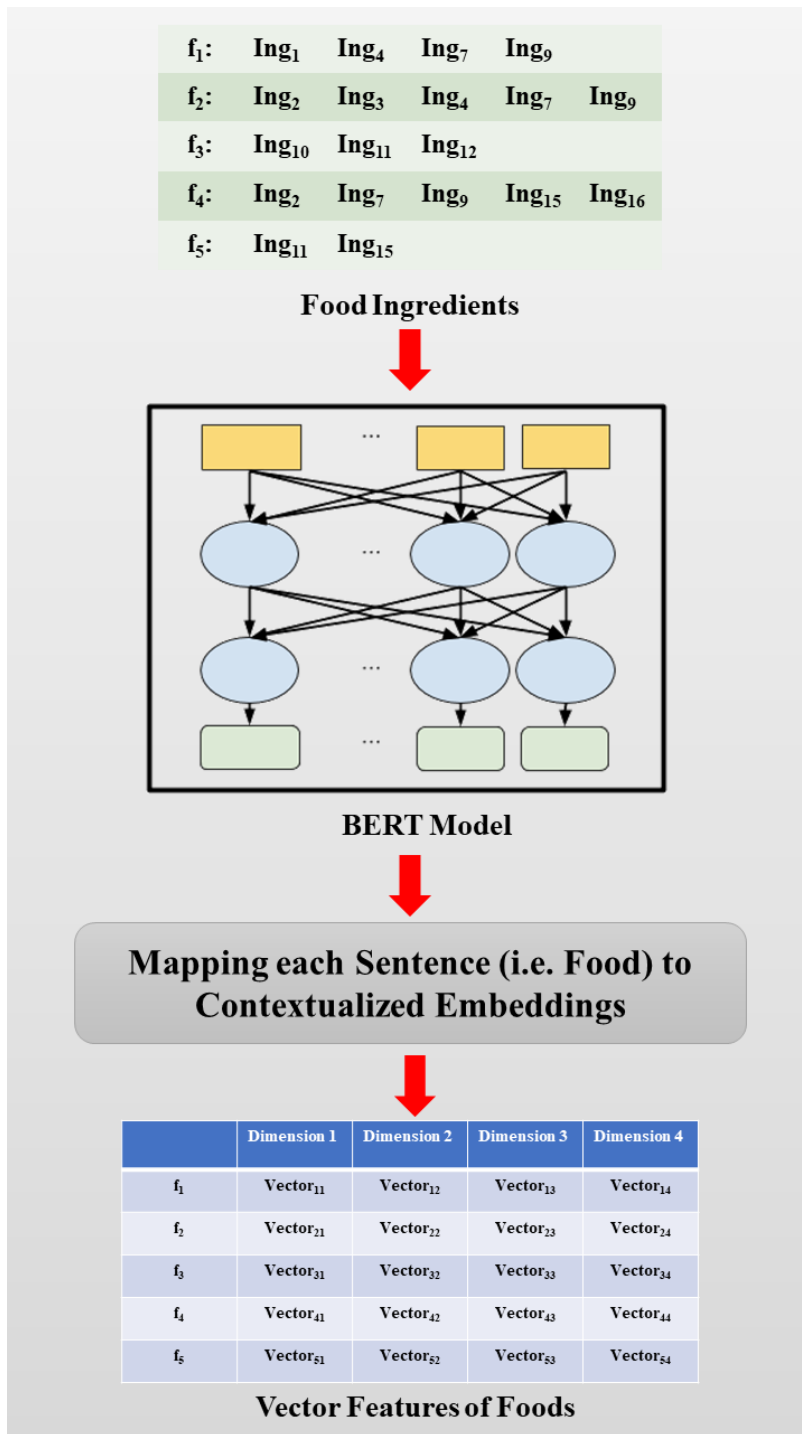 f₁: Ing₁ Ing₄ Ing₇ Ing₉
f₂: Ing₂ Ing₃ Ing₄ Ing₇ Ing₉
f₃: Ing₁₀ Ing₁₁ Ing₁₂
f₄: Ing₂ Ing₇ Ing₉ Ing₁₅ Ing₁₆
f₅: Ing₁₁ Ing₁₅
Food Ingredients
...
...
...
...
BERT Model
Mapping each Sentence (i.e. Food) to
Contextualized Embeddings
Dimension 1 Dimension 2 Dimension 3 Dimension 4
f₁ Vector₁₁ Vector₁₂ Vector₁₃ Vector₁₄
f₂ Vector₂₁ Vector₂₂ Vector₂₃ Vector₂₄
f₃ Vector₃₁ Vector₃₂ Vector₃₃ Vector₃₄
f₄ Vector₄₁ Vector₄₂ Vector₄₃ Vector₄₄
f₅ Vector₅₁ Vector₅₂ Vector₅₃ Vector₅₄
Vector Features of Foods